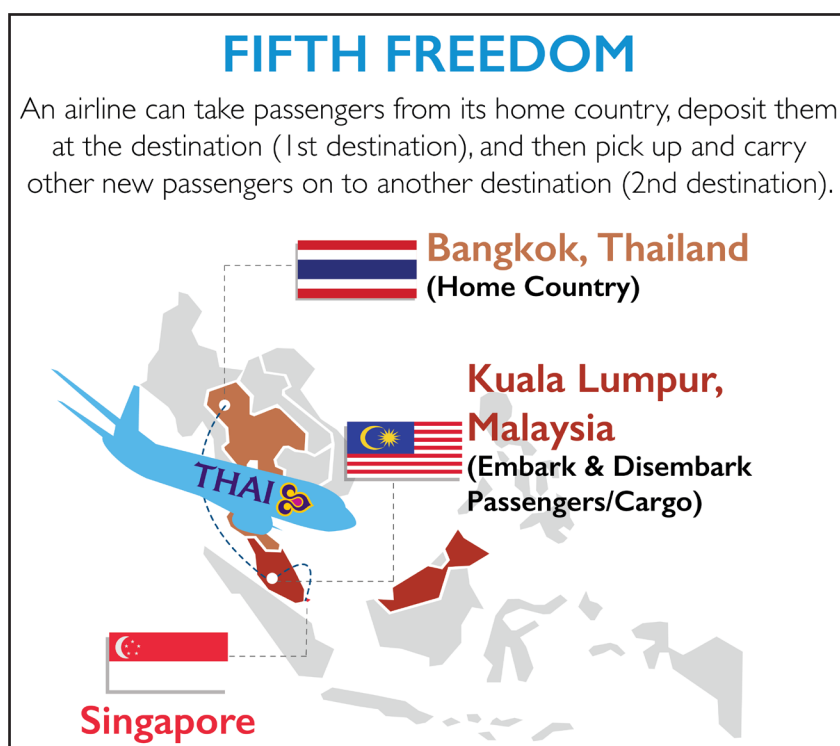 FIFTH FREEDOM
An airline can take passengers from its home country, deposit them
at the destination (1st destination), and then pick up and carry
other new passengers on to another destination (2nd destination).
Bangkok, Thailand
(Home Country)
Kuala Lumpur,
Malaysia
(Embark & Disembark
Passengers/Cargo)
THAI
Singapore